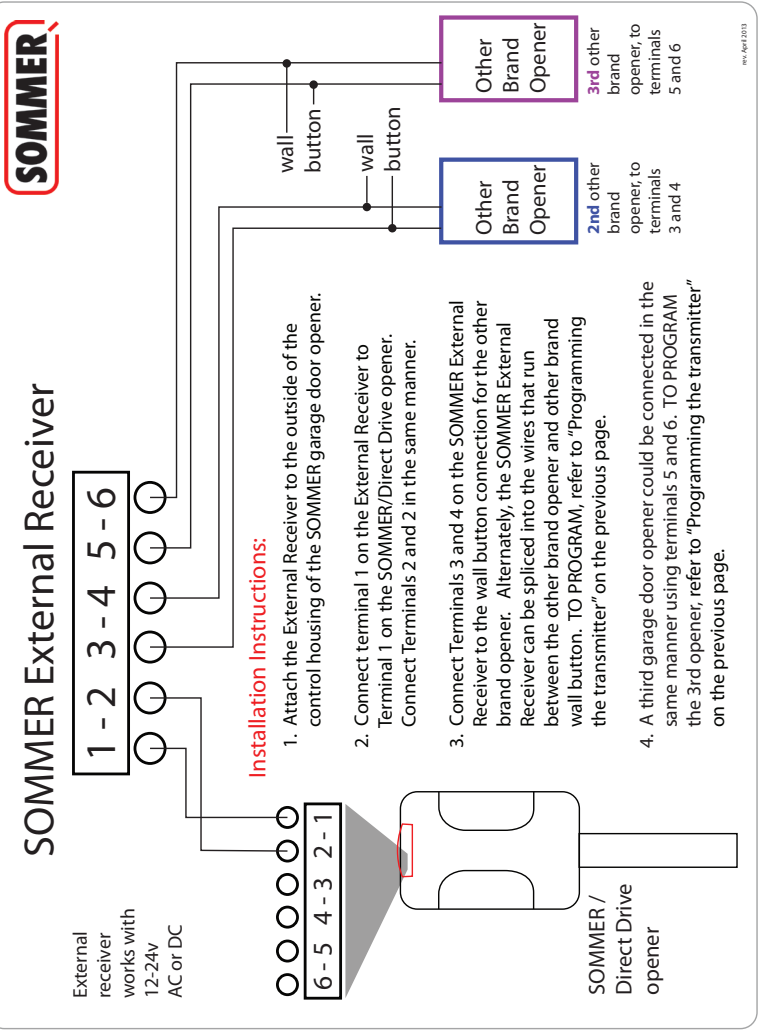 SOMMER
SOMMER External Receiver
External
receiver
works with
12-24v
AC or DC
1 - 2 3 - 4 5 - 6
6 - 5 4 - 3 2 - 1
SOMMER /
Direct Drive
opener
Installation Instructions:
1. Attach the External Receiver to the outside of the
control housing of the SOMMER garage door opener.
2. Connect terminal 1 on the External Receiver to
Terminal 1 on the SOMMER/Direct Drive opener.
Connect Terminals 2 and 2 in the same manner.
3. Connect Terminals 3 and 4 on the SOMMER External
Receiver to the wall button connection for the other
brand opener. Alternately, the SOMMER External
Receiver can be spliced into the wires that run
between the other brand opener and other brand
wall button. TO PROGRAM, refer to “Programming
the transmitter” on the previous page.
4. A third garage door opener could be connected in the
same manner using terminals 5 and 6. TO PROGRAM
the 3rd opener, refer to “Programming the transmitter”
on the previous page.
wall
button
wall
button
Other
Brand
Opener
2nd other
brand
opener, to
terminals
3 and 4
Other
Brand
Opener
3rd other
brand
opener, to
terminals
5 and 6
rev. April 2013